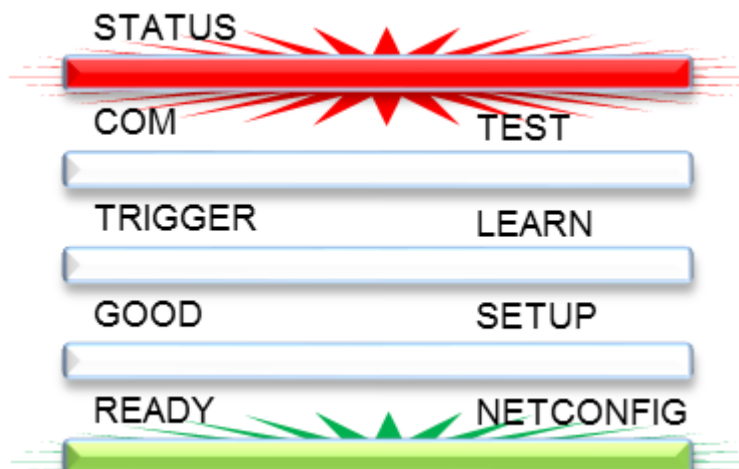 STATUS
COM TEST
TRIGGER LEARN
GOOD SETUP
READY NETCONFIG